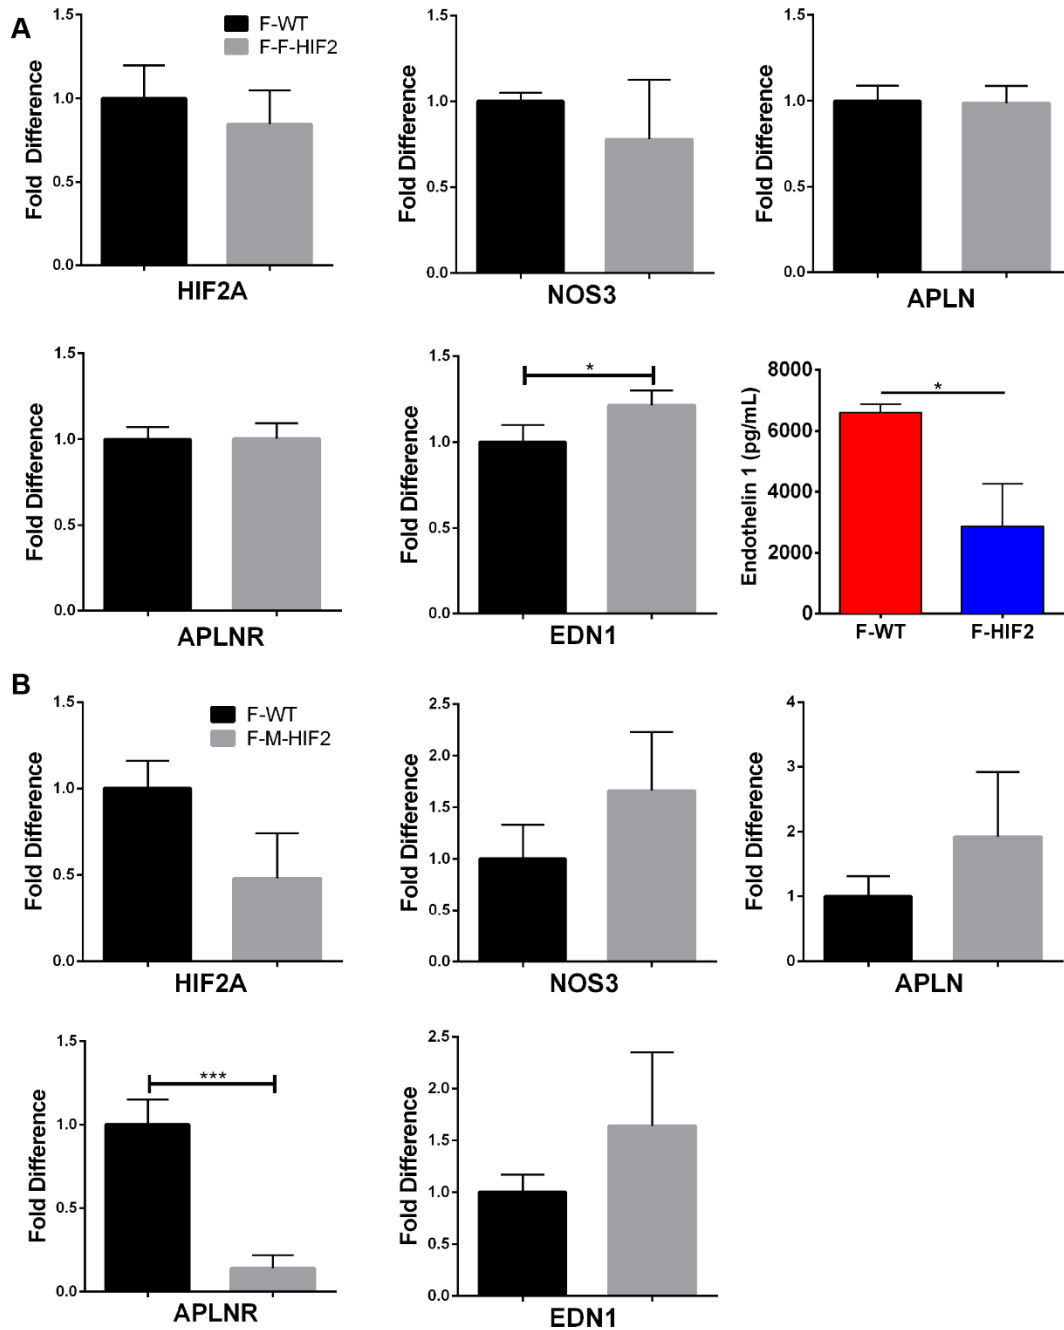 A
F-WT
F-F-HIF2
Fold Difference
1.5
1.0
0.5
0.0
HIF2A
Fold Difference
1.5
1.0
0.5
0.0
NOS3
Fold Difference
1.5
1.0
0.5
0.0
APLN
Fold Difference
1.5
1.0
0.5
0.0
APLNR
Fold Difference
1.5
1.0
0.5
0.0
*
EDN1
Endothelin 1 (pg/mL)
8000
6000
4000
2000
0
*
F-WT
F-HIF2
B
F-WT
F-M-HIF2
Fold Difference
1.5
1.0
0.5
0.0
HIF2A
Fold Difference
2.5
2.0
1.5
1.0
0.5
0.0
NOS3
Fold Difference
4
3
2
1
0
APLN
Fold Difference
1.5
1.0
0.5
0.0
***
APLNR
Fold Difference
2.5
2.0
1.5
1.0
0.5
0.0
EDN1